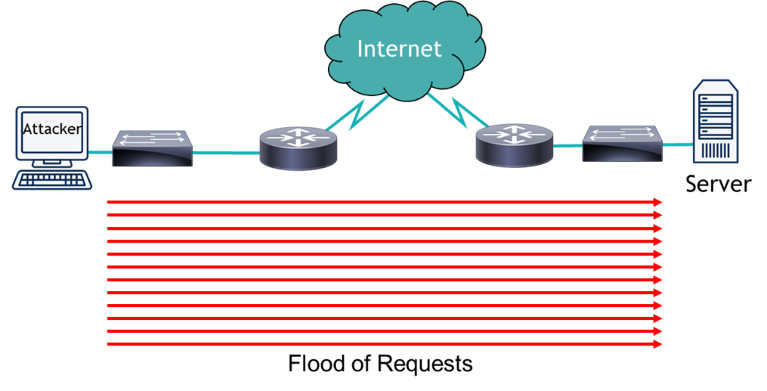 Internet
Attacker
Server
Flood of Requests